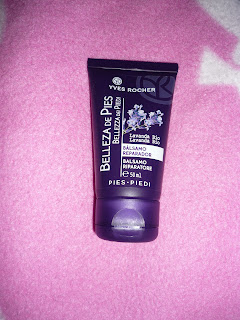 YVES ROCHER
BELLEZA DE PIES
BELLEZZA DEI PIEDI
Lavanda Bio
Lavanda Bio
BÁLSAMO
REPARADOR
BALSAMO
RIPARATORE
e 50 ml
PIES-PIEDI